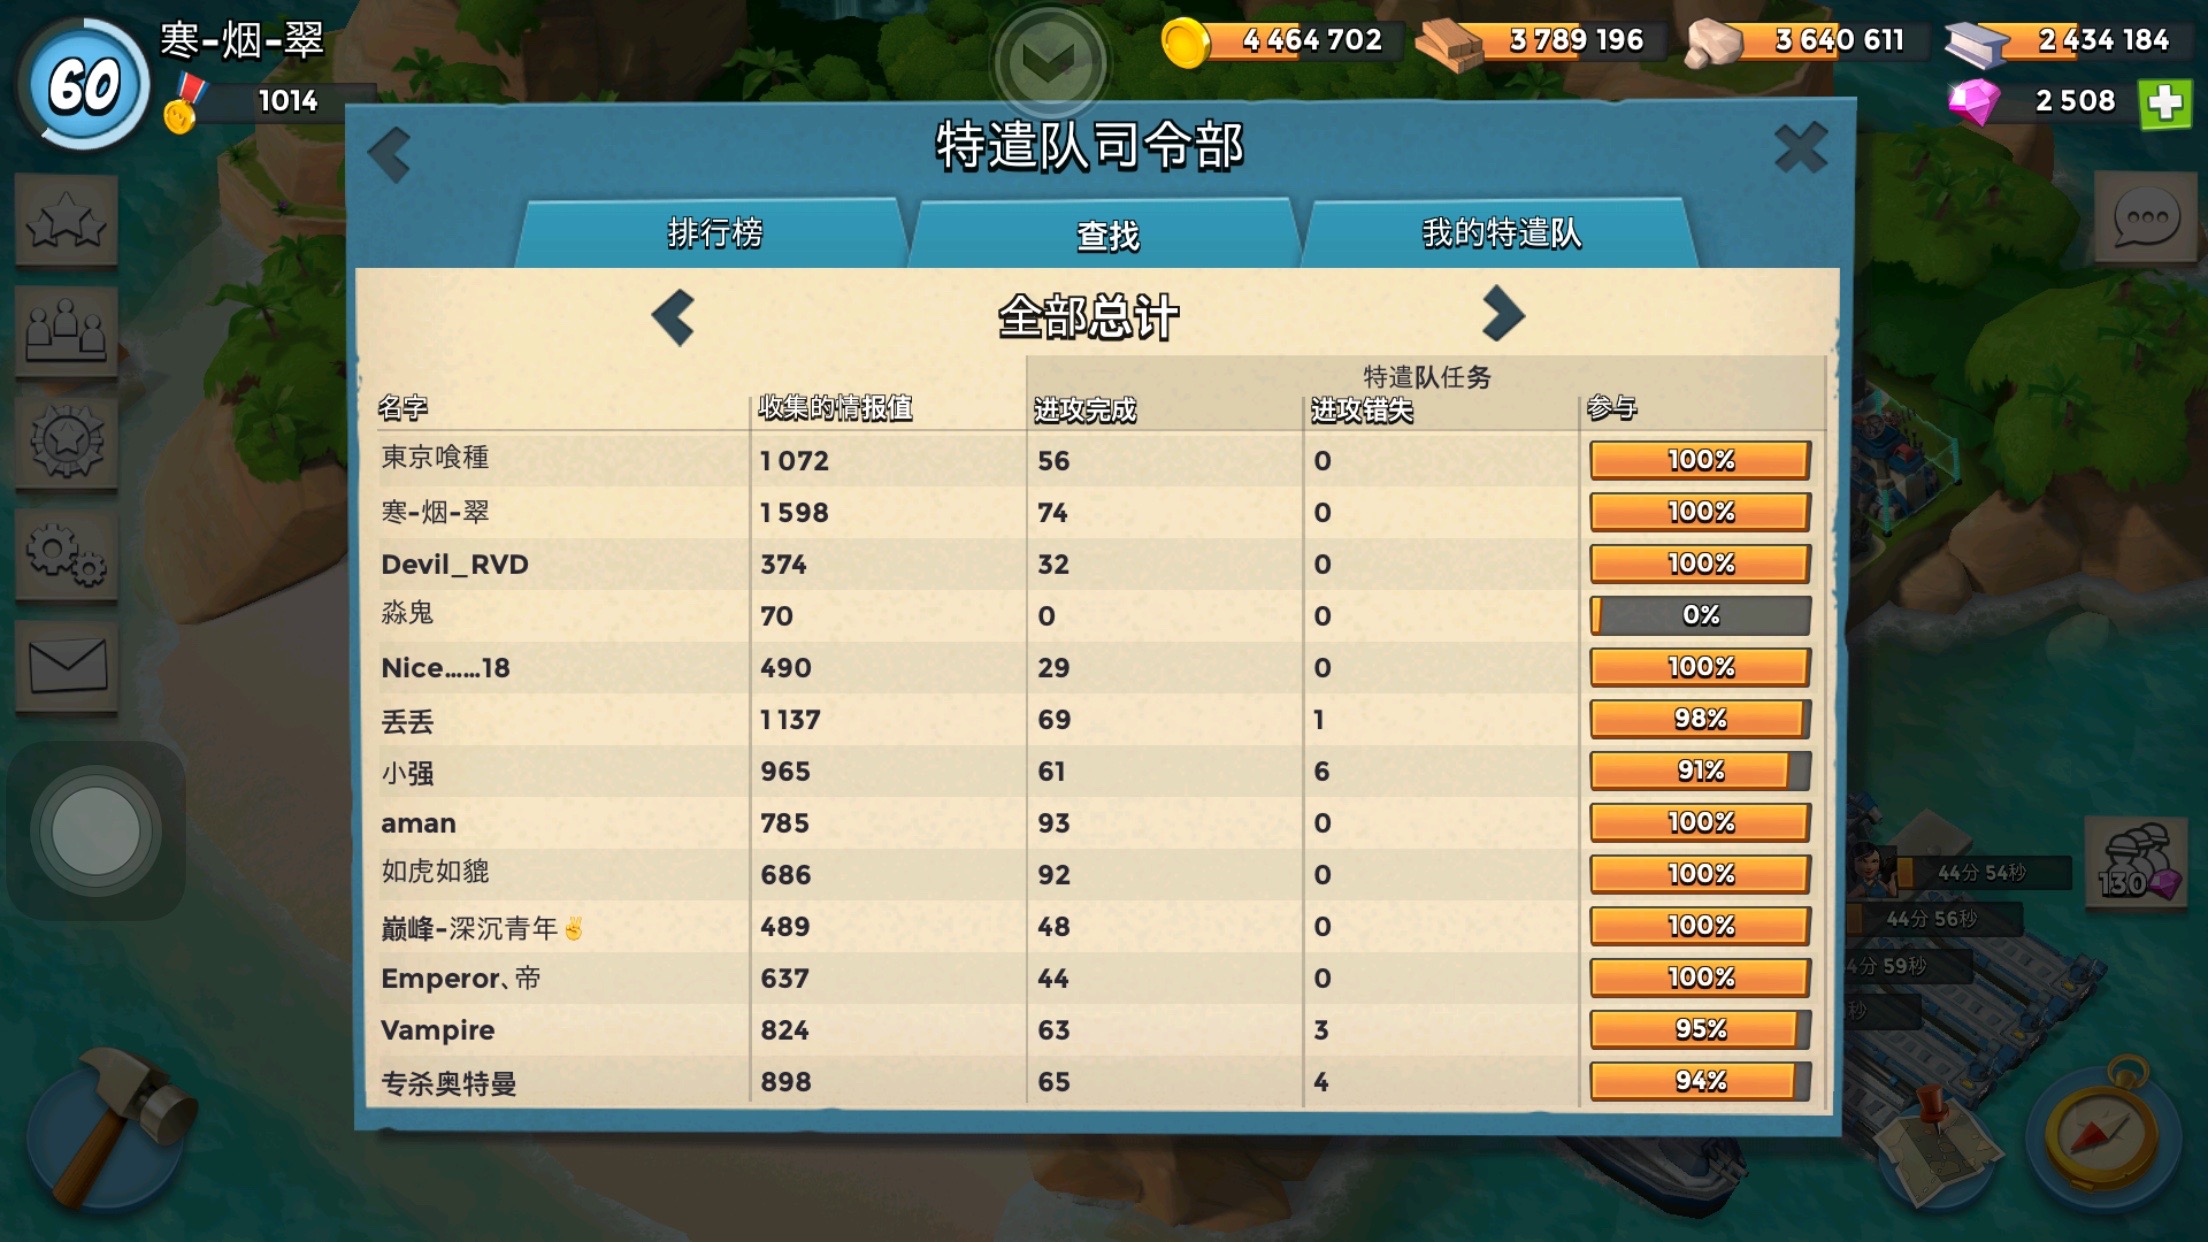 60
寒-烟-翠
1014
4 464 702
3 789 196
3 640 611
2 434 184
2 508
特遣队司令部
排行榜 查找 我的特遣队
全部总计
特遣队任务
名字 收集的情报值 进攻完成 进攻错失 参与
東京喰種 1 072 56 0 100%
寒-烟-翠 1 598 74 0 100%
Devil_RVD 374 32 0 100%
淼鬼 70 0 0 0%
Nice......18 490 29 0 100%
丢丢 1 137 69 1 98%
小强 965 61 6 91%
aman 785 93 0 100%
如虎如貔 686 92 0 100%
巅峰-深沉青年✌ 489 48 0 100%
Emperor、帝 637 44 0 100%
Vampire 824 63 3 95%
专杀奥特曼 898 65 4 94%
44分 54秒
130
44分 56秒
4分 59秒
秒